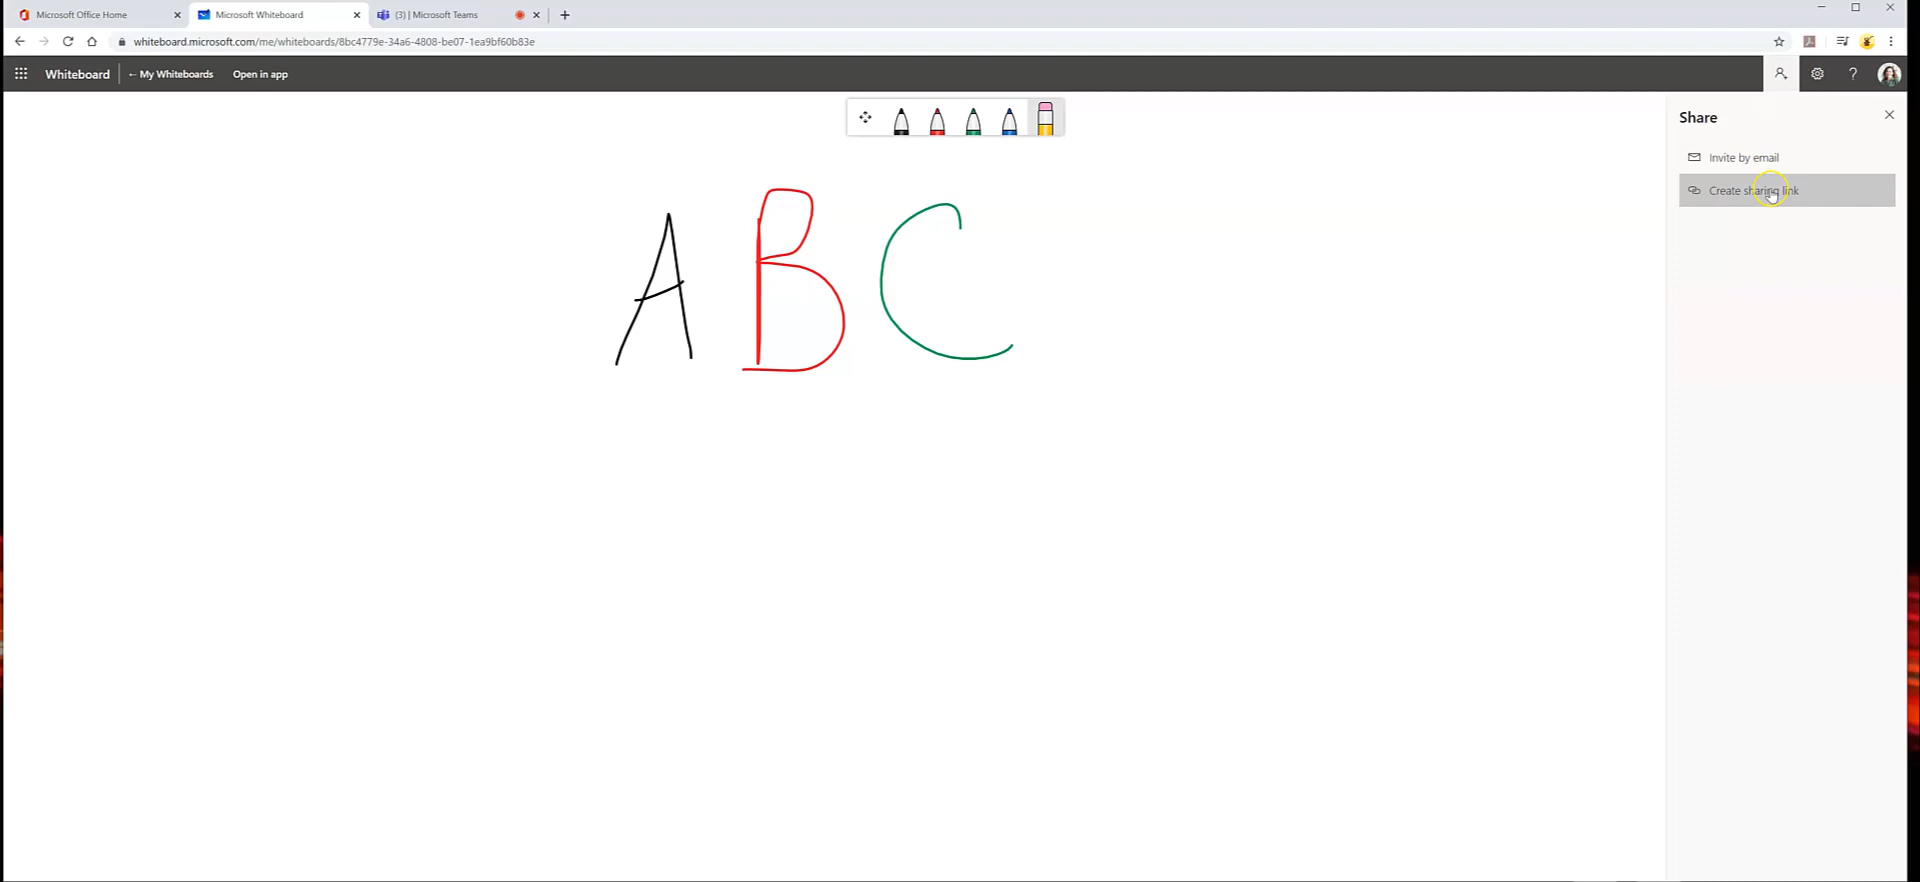 Microsoft Office Home
Microsoft Whiteboard
(3) | Microsoft Teams
whiteboard.microsoft.com/me/whiteboards/8bc4779e-34a6-4808-be07-1ea9bf60b83e
Whiteboard
← My Whiteboards
Open in app
?
Share
Invite by email
Create sharing link
A B C